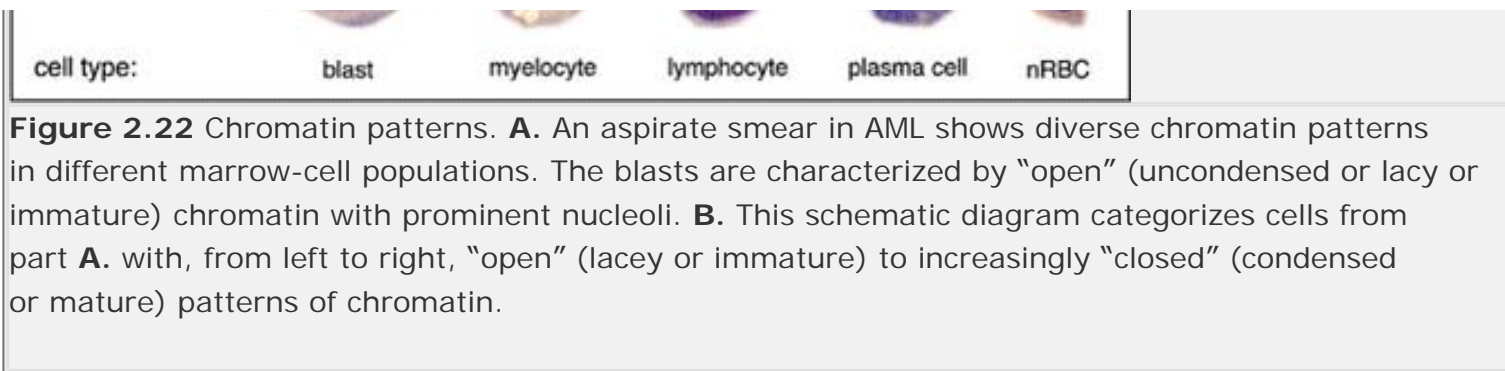 cell type: blast myelocyte lymphocyte plasma cell nRBC
Figure 2.22 Chromatin patterns. A. An aspirate smear in AML shows diverse chromatin patterns
in different marrow-cell populations. The blasts are characterized by “open” (uncondensed or lacy or
immature) chromatin with prominent nucleoli. B. This schematic diagram categorizes cells from
part A. with, from left to right, “open” (lacey or immature) to increasingly “closed” (condensed
or mature) patterns of chromatin.